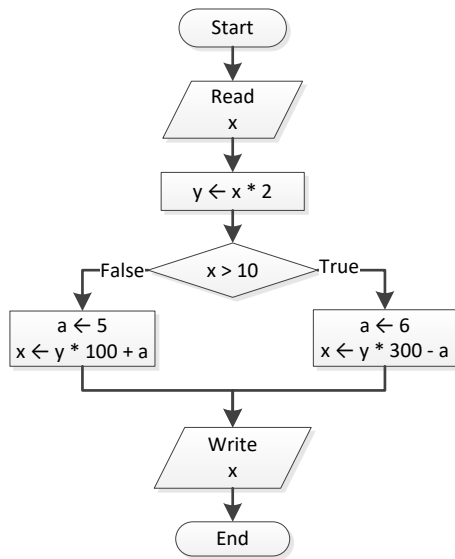 Start
Read
x
y ← x * 2
x > 10
False
True
a ← 5
x ← y * 100 + a
a ← 6
x ← y * 300 - a
Write
x
End